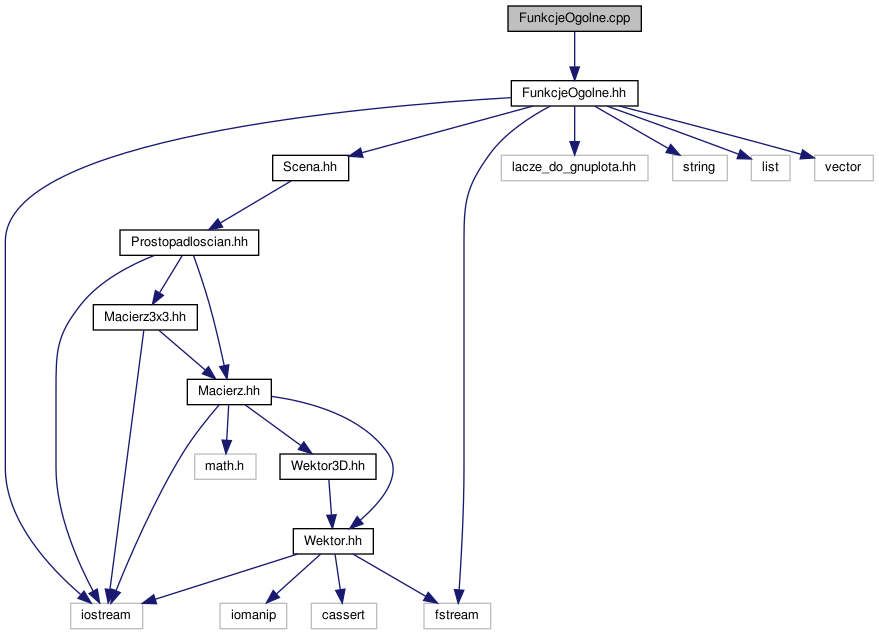 FunkcjeOgolne.cpp
FunkcjeOgolne.hh
Scena.hh
lacze_do_gnuplota.hh
string
list
vector
Prostopadloscian.hh
Macierz3x3.hh
Macierz.hh
math.h
Wektor3D.hh
Wektor.hh
iostream
iomanip
cassert
fstream